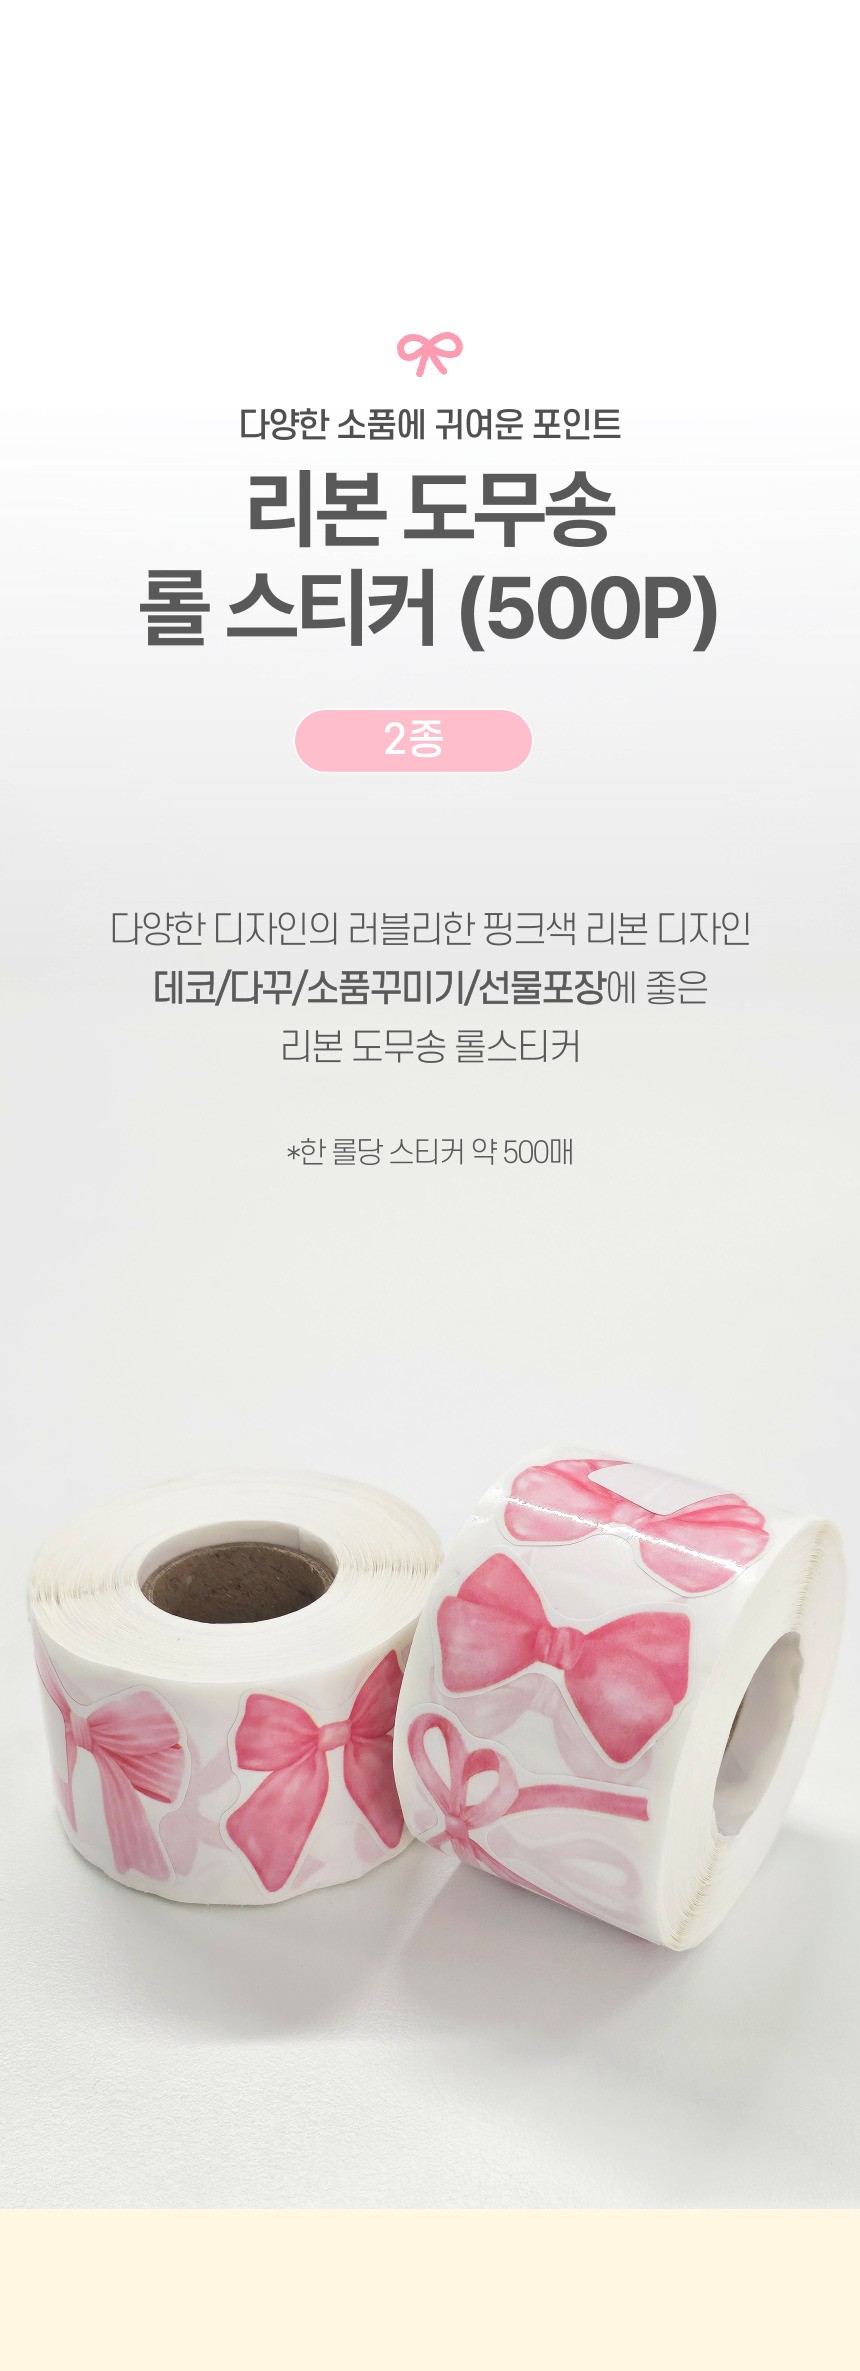 다양한 소품에 귀여운 포인트
리본 도무송
롤 스티커 (500P)
2종
다양한 디자인의 러블리한 핑크색 리본 디자인
데코/다꾸/소품꾸미기/선물포장에 좋은
리본 도무송 롤스티커
*한 롤당 스티커 약 500매